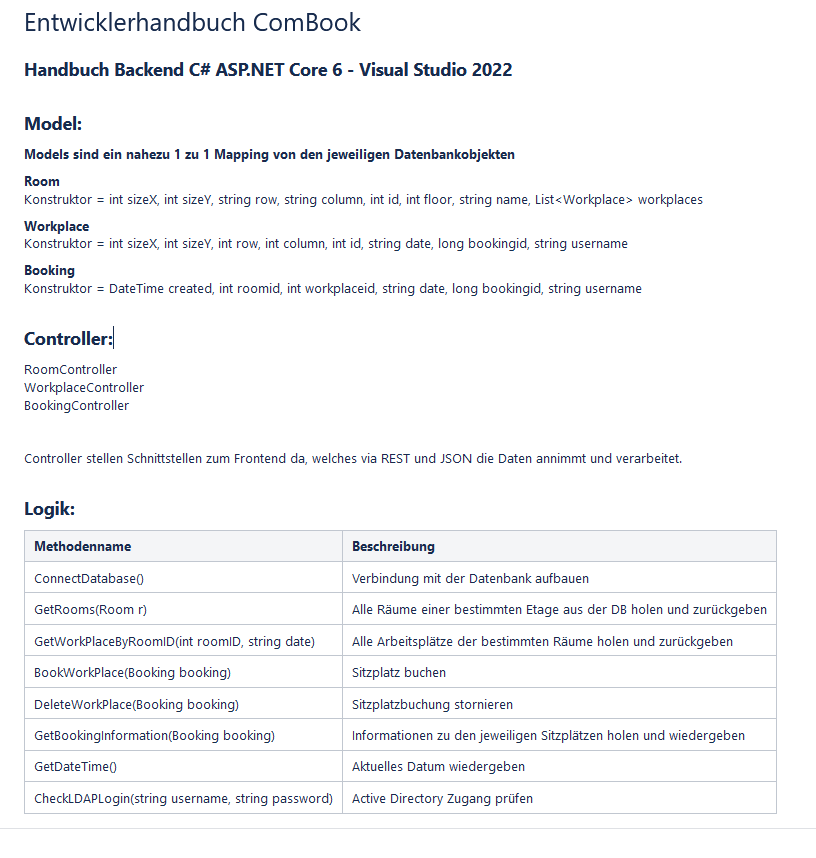 Entwicklerhandbuch ComBook
Handbuch Backend C# ASP.NET Core 6 - Visual Studio 2022
Model:
Models sind ein nahezu 1 zu 1 Mapping von den jeweiligen Datenbankobjekten
Room
Konstruktor = int sizeX, int sizeY, string row, string column, int id, int floor, string name, List<Workplace> workplaces
Workplace
Konstruktor = int sizeX, int sizeY, int row, int column, int id, string date, long bookingid, string username
Booking
Konstruktor = DateTime created, int roomid, int workplaceid, string date, long bookingid, string username
Controller:
RoomController
WorkplaceController
BookingController
Controller stellen Schnittstellen zum Frontend da, welches via REST und JSON die Daten annimmt und verarbeitet.
Logik:
Methodenname Beschreibung
ConnectDatabase() Verbindung mit der Datenbank aufbauen
GetRooms(Room r) Alle Räume einer bestimmten Etage aus der DB holen und zurückgeben
GetWorkPlaceByRoomID(int roomID, string date) Alle Arbeitsplätze der bestimmten Räume holen und zurückgeben
BookWorkPlace(Booking booking) Sitzplatz buchen
DeleteWorkPlace(Booking booking) Sitzplatzbuchung stornieren
GetBookingInformation(Booking booking) Informationen zu den jeweiligen Sitzplätzen holen und wiedergeben
GetDateTime() Aktuelles Datum wiedergeben
CheckLDAPLogin(string username, string password) Active Directory Zugang prüfen